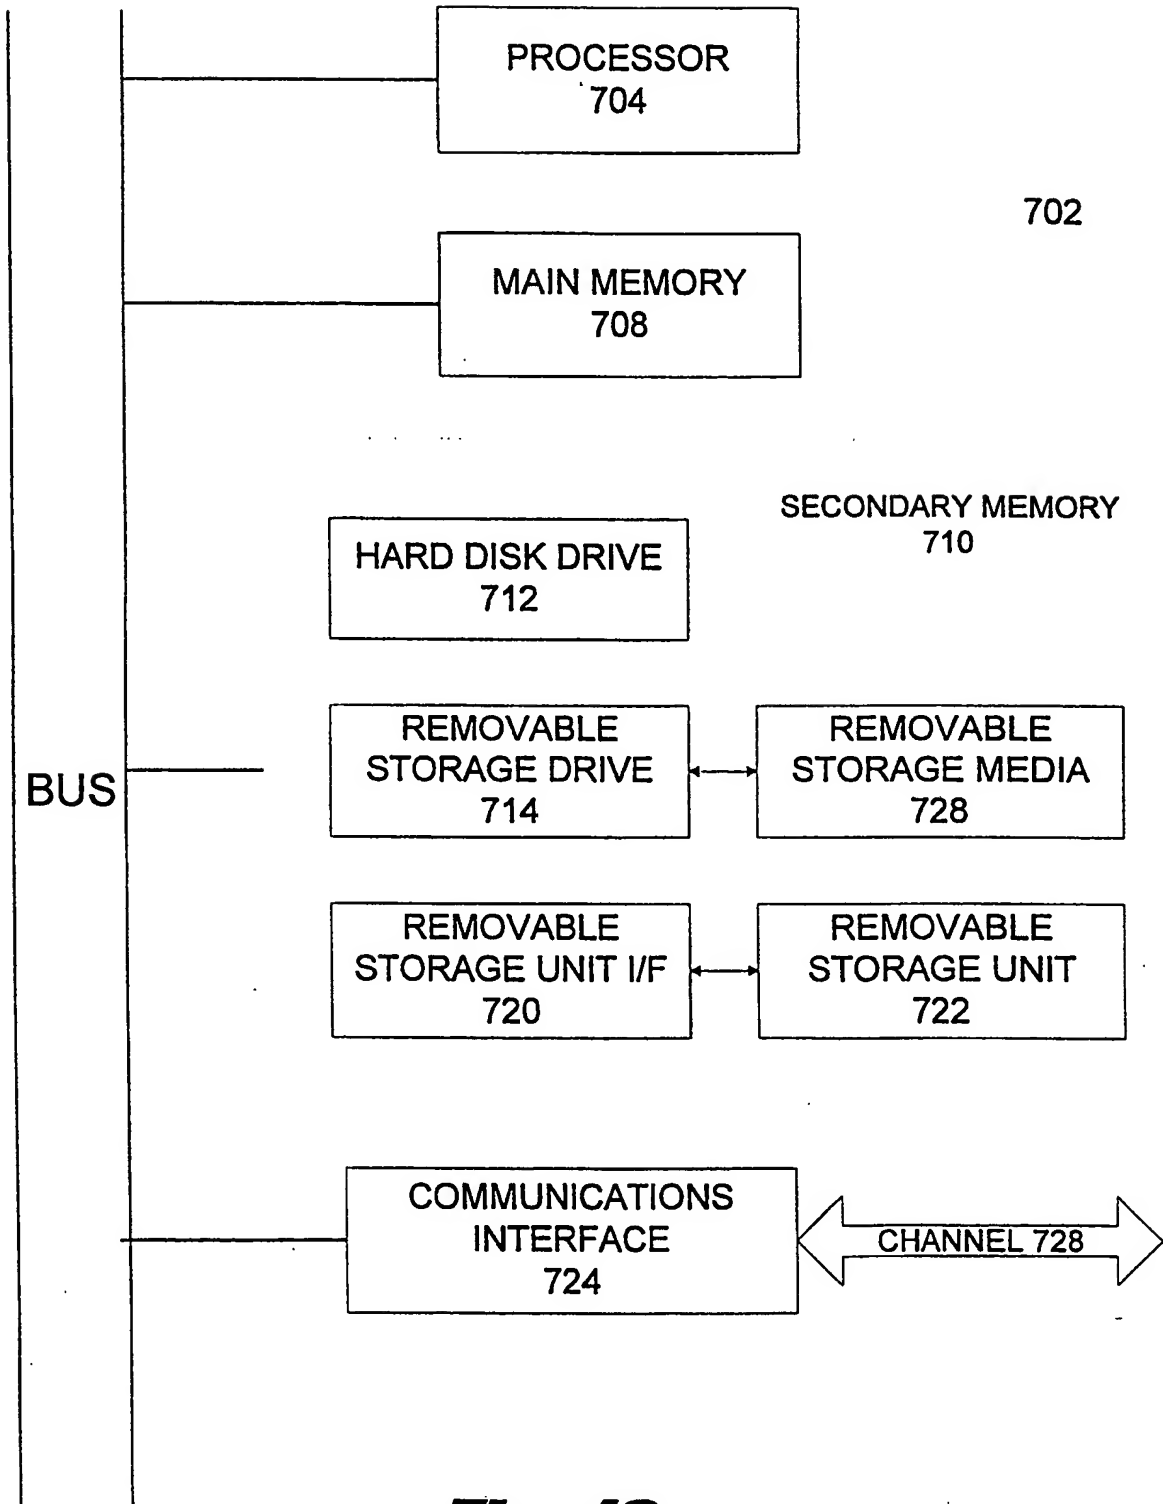 PROCESSOR
704
702
MAIN MEMORY
708
SECONDARY MEMORY
710
HARD DISK DRIVE
712
REMOVABLE
STORAGE DRIVE
714
REMOVABLE
STORAGE MEDIA
728
BUS
REMOVABLE
STORAGE UNIT I/F
720
REMOVABLE
STORAGE UNIT
722
COMMUNICATIONS
INTERFACE
724
CHANNEL 728